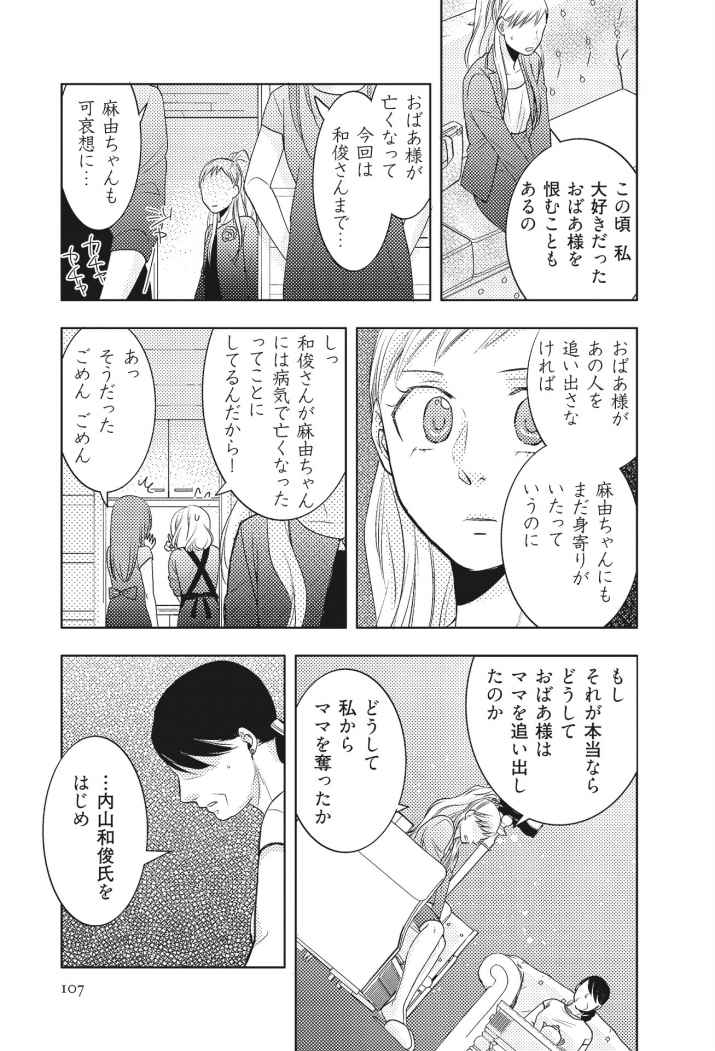 この頃 私
大好きだった
おばあ様を
恨むことも
あるの
おばあ様が
亡くなって
今回は
和俊さんまで…
麻由ちゃんも
可哀想に…
ヒソ
ヒソ
おばあ様が
あの人を
追い出さな
ければ
麻由ちゃんにも
まだ身寄りが
いたって
いうのに
しっ
和俊さんが麻由ちゃん
には病気で亡くなった
ってことに
してるんだから!
あっ
そうだった
ごめん ごめん
もし
それが本当なら
どうして
おばあ様は
ママを追い出し
たのか
どうして
私から
ママを奪ったか
…内山和俊氏を
はじめ
107